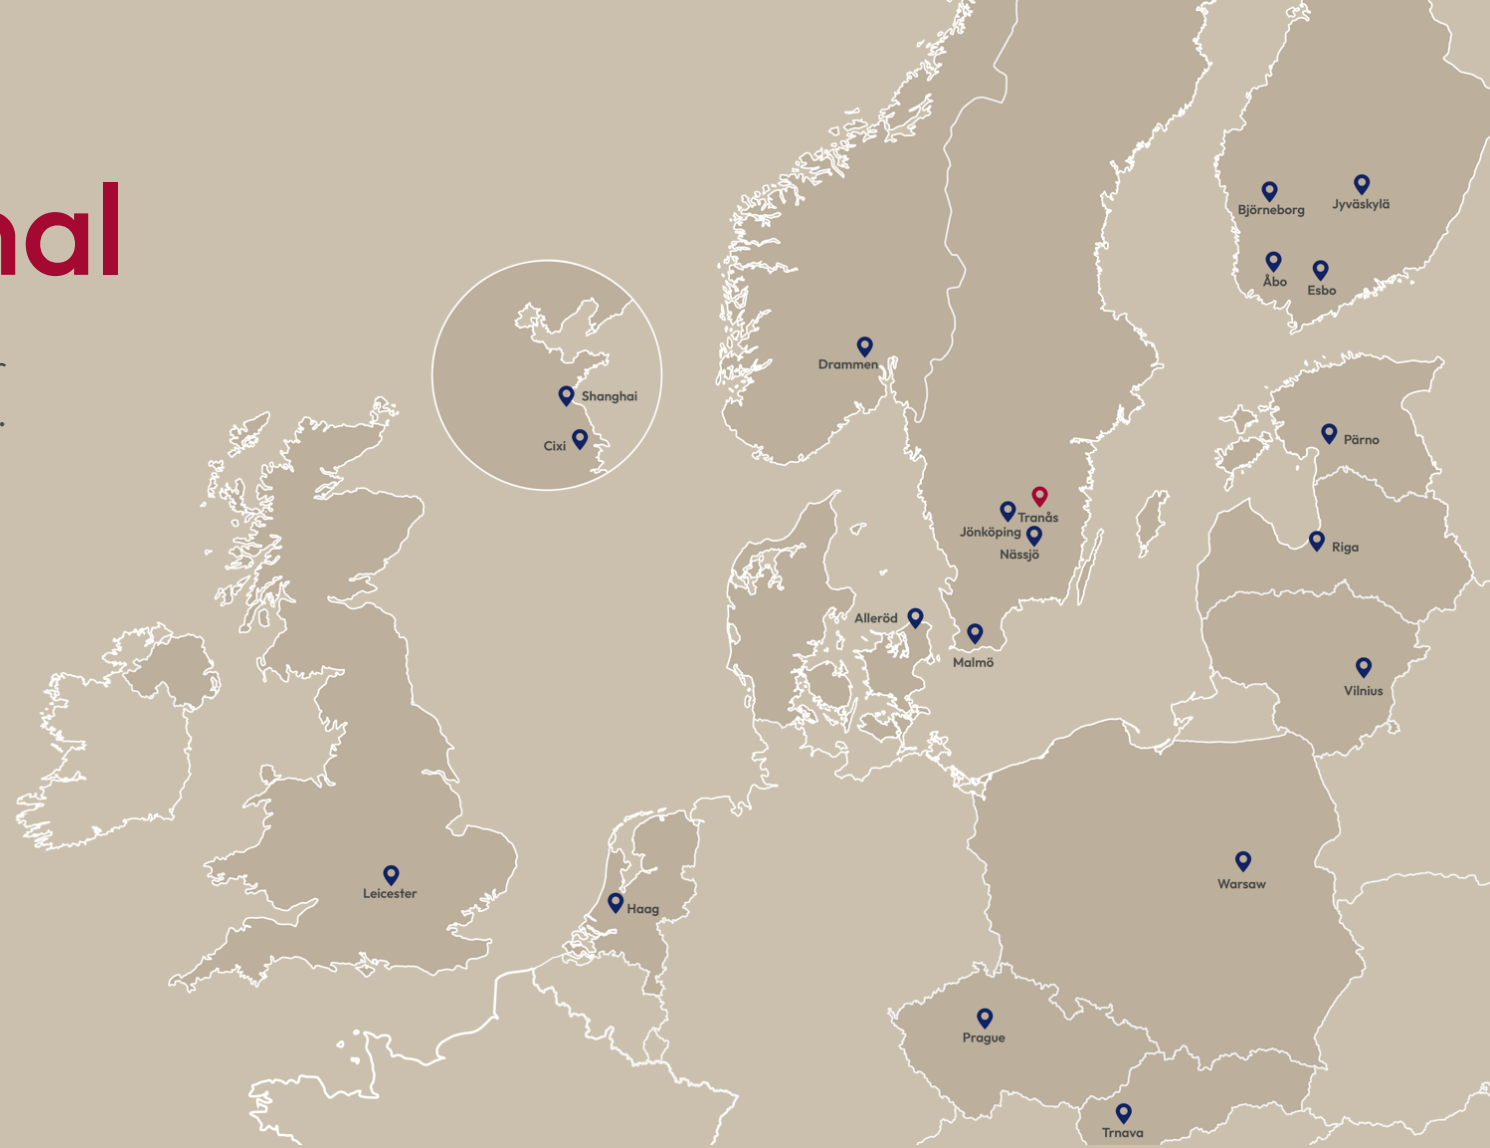 nal
Björneborg
Jyväskylä
Åbo
Esbo
Drammen
Shanghai
Cixi
Pärno
Tranås
Jönköping
Nässjö
Riga
Alleröd
Malmö
Vilnius
Leicester
Haag
Warsaw
Prague
Trnava